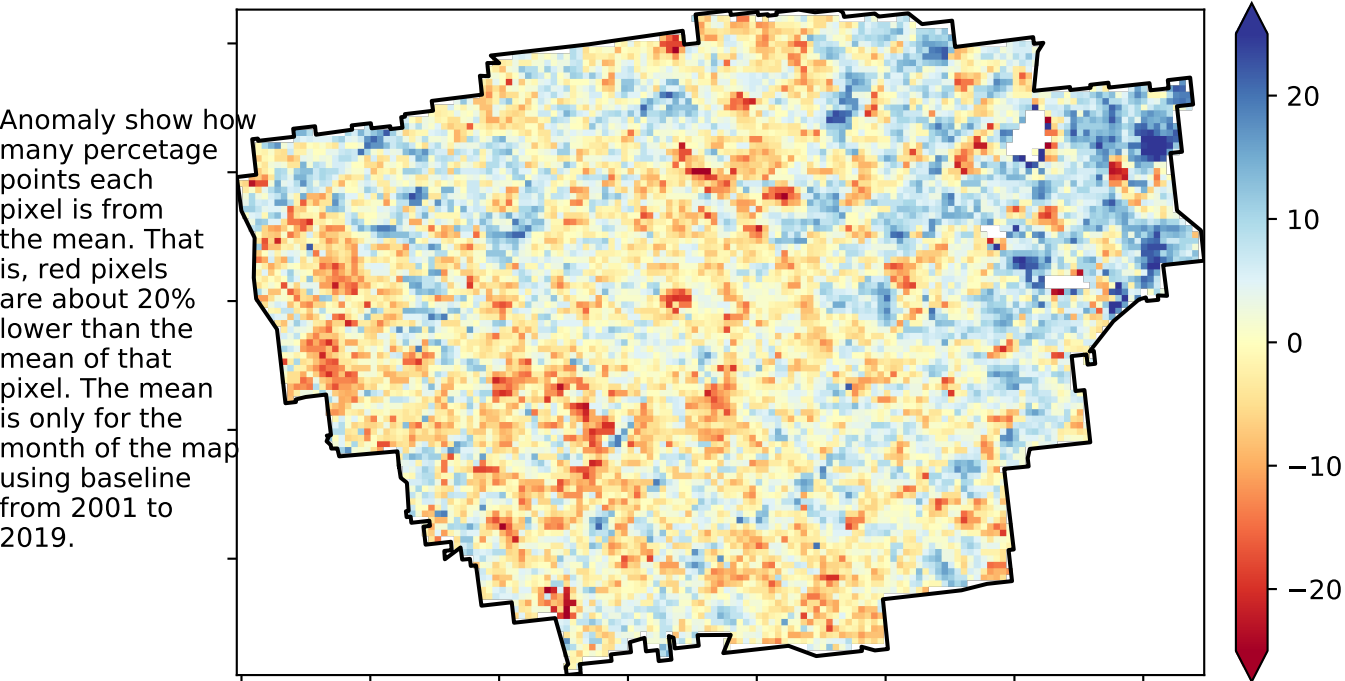 Anomaly show how
many percetage
points each
pixel is from
the mean. That
is, red pixels
are about 20%
lower than the
mean of that
pixel. The mean
is only for the
month of the map
using baseline
from 2001 to
2019.
20
10
0
−10
−20